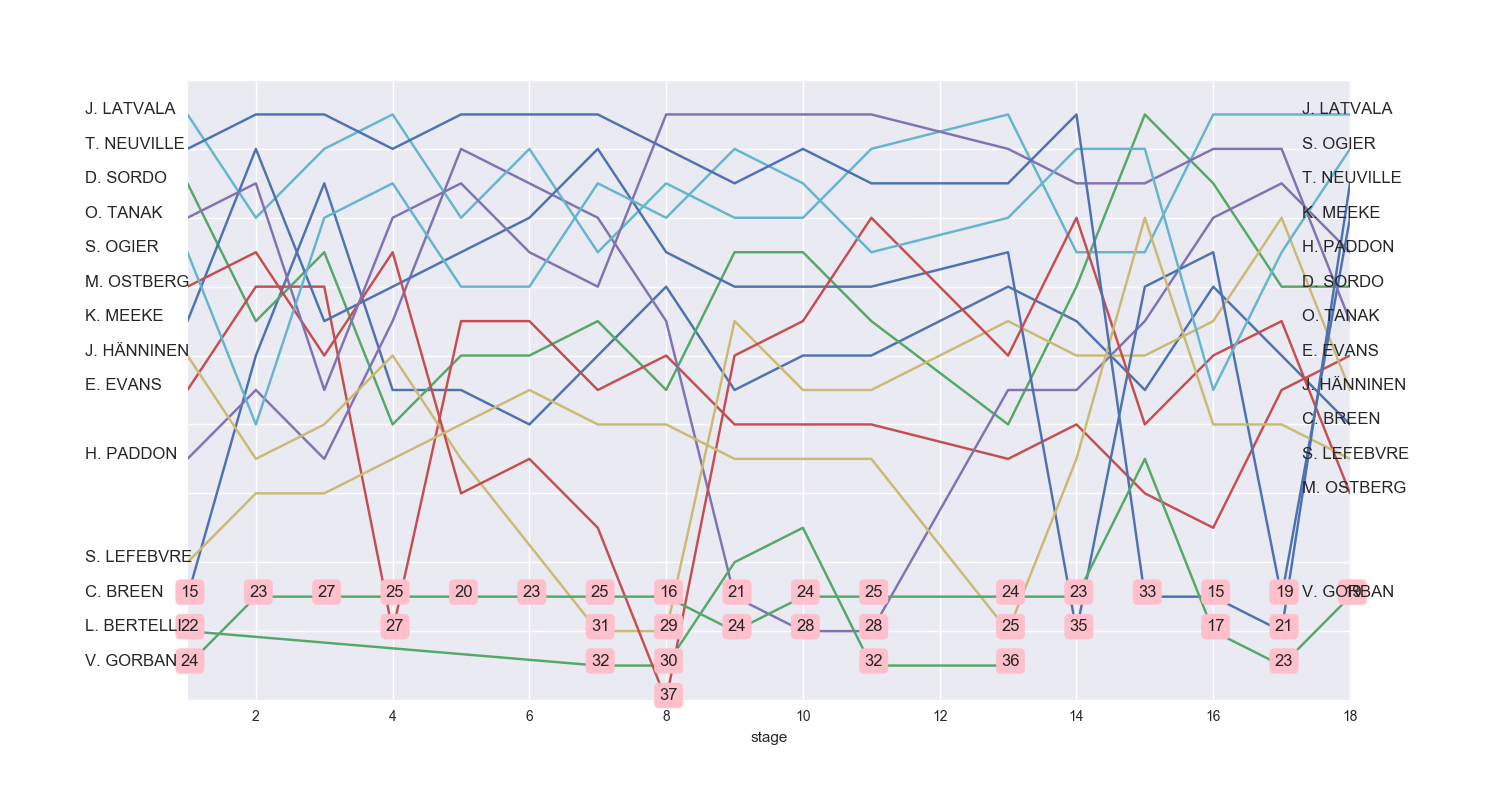 J. LATVALA J. LATVALA
T. NEUVILLE S. OGIER
D. SORDO T. NEUVILLE
O. TANAK K. MEEKE
S. OGIER H. PADDON
M. OSTBERG D. SORDO
K. MEEKE O. TANAK
J. HÄNNINEN E. EVANS
E. EVANS J. HÄNNINEN
C. BREEN
H. PADDON S. LEFEBVRE
M. OSTBERG
S. LEFEBVRE
C. BREEN 15 23 27 25 20 23 25 16 21 24 25 24 23 33 15 19 V. GORBAN 19
L. BERTELLI 22 27 31 29 24 28 28 25 35 17 21
V. GORBAN 24 32 30 32 36 23
37
2 4 6 8 10 12 14 16 18
stage